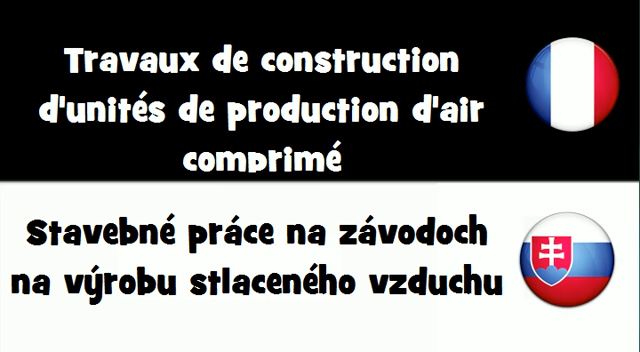 Travaux de construction
d'unités de production d'air
comprimé
Stavebné práce na závodoch
na výrobu stlaceného vzduchu